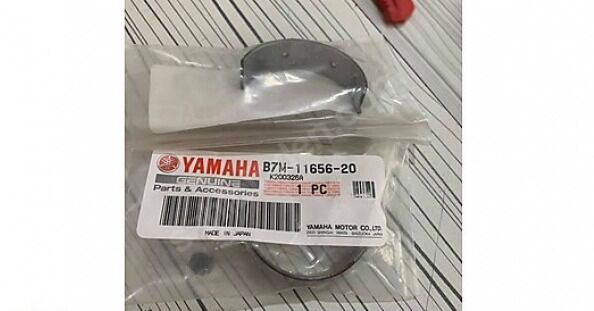 YAMAHA
GENUINE
Parts & Accessories
B7M-11656-20
K200326A
1 PC
MADE IN JAPAN
YAMAHA MOTOR CO.,LTD.